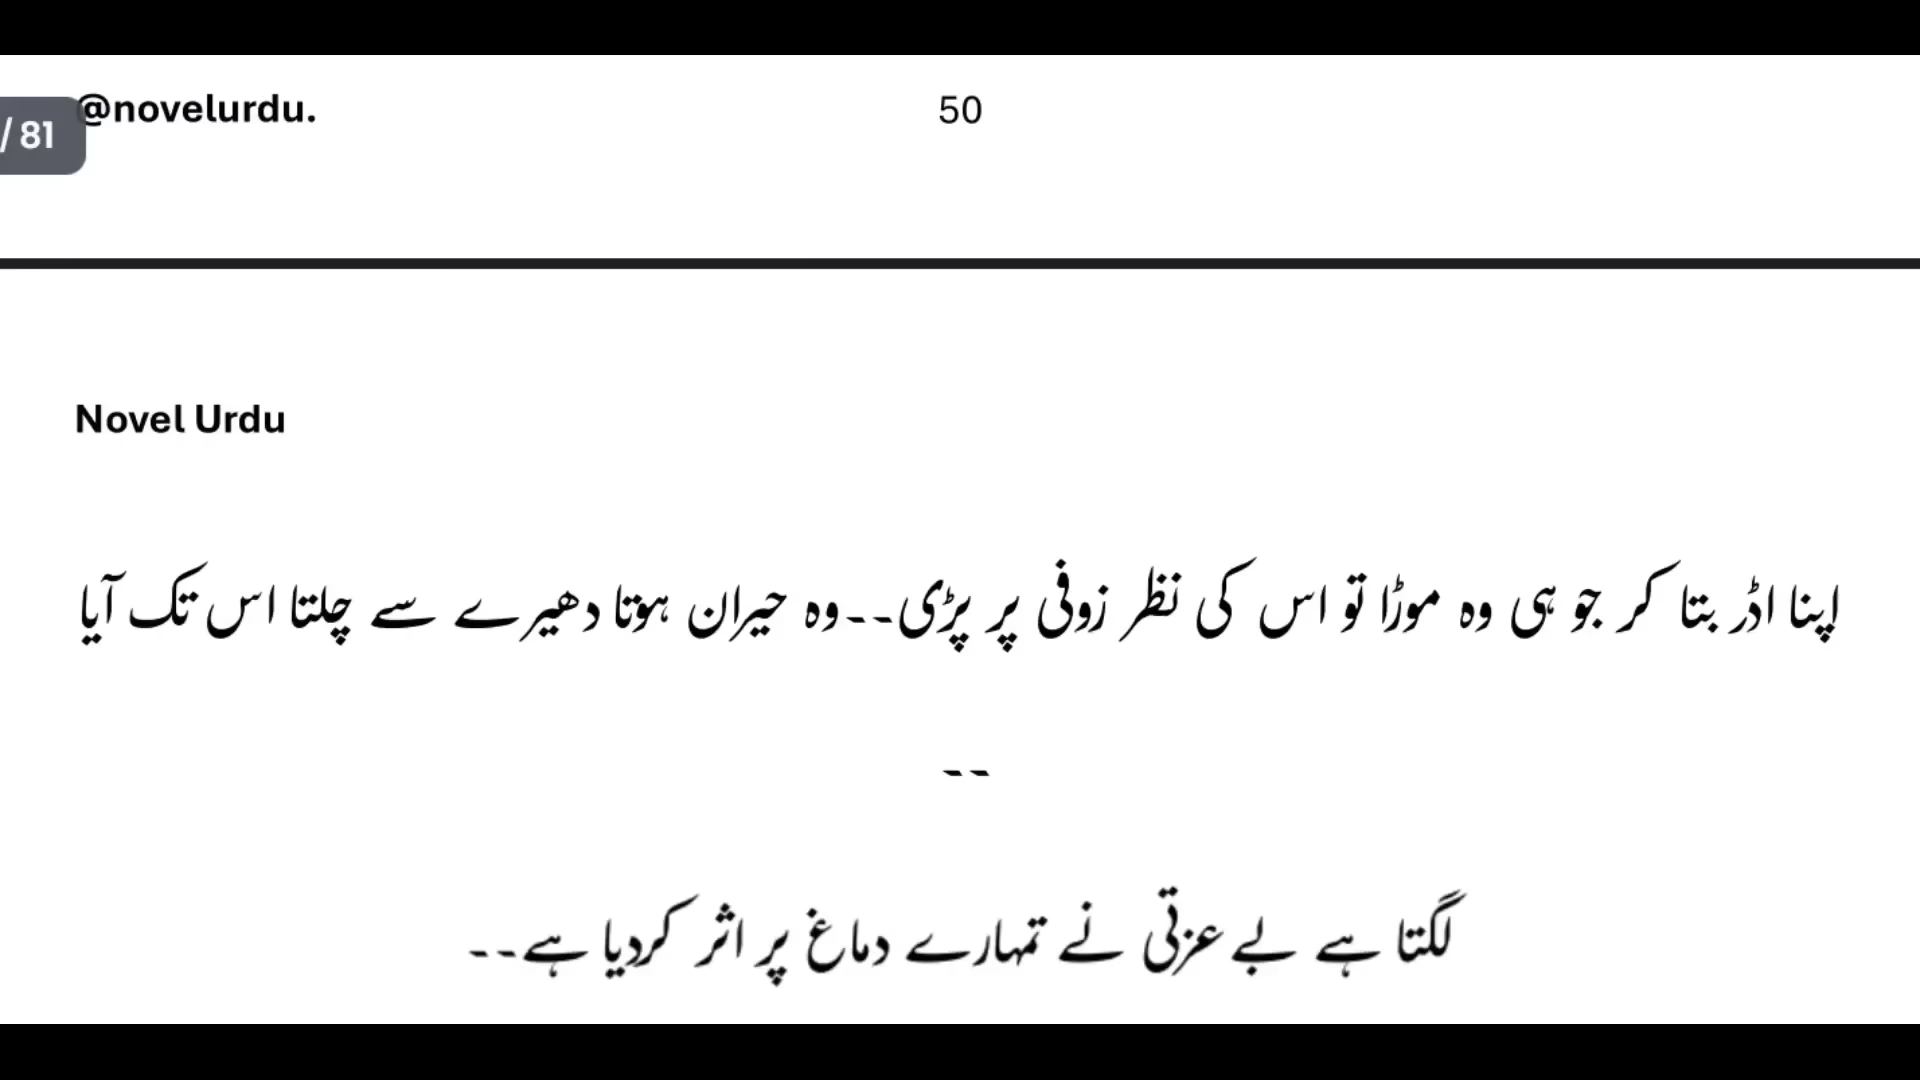 @novelurdu.
50
/ 81
Novel Urdu
اپنا اڈر بتا کر جو ہی وہ موڑا تو اس کی نظر زوفی پر پڑی۔۔وہ حیران ہوتا دھیرے سے چلتا اس تک آیا
۔۔
لگتا ہے بے عزتی نے تمہارے دماغ پر اثر کردیا ہے۔۔